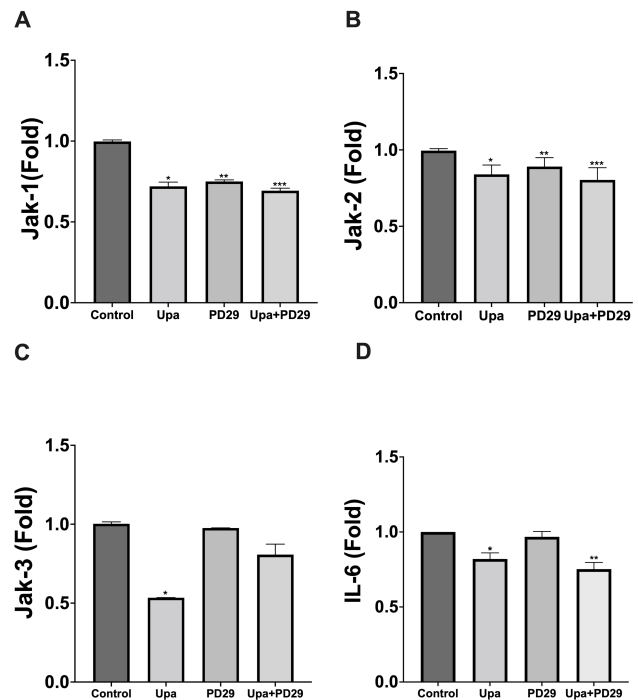 A
Jak-1(Fold)
1.5
1.0
0.5
0.0
*
**
***
Control Upa PD29 Upa+PD29
B
Jak-2 (Fold)
1.5
1.0
0.5
0.0
*
**
***
Control Upa PD29 Upa+PD29
C
Jak-3 (Fold)
1.5
1.0
0.5
0.0
*
Control Upa PD29 Upa+PD29
D
IL-6 (Fold)
1.5
1.0
0.5
0.0
*
**
Control Upa PD29 Upa+PD29